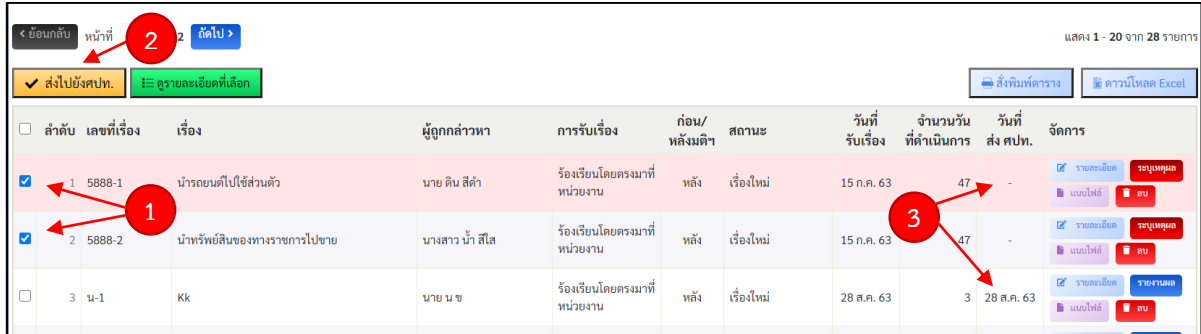 ย้อนกลับ หน้าที่ 2 ถัดไป แสดง 1 - 20 จาก 28 รายการ
2
ส่งไปยังศปท. ดูรายละเอียดที่เลือก สั่งพิมพ์ตาราง ดาวน์โหลด Excel
ลำดับ เลขที่เรื่อง เรื่อง ผู้ถูกกล่าวหา การรับเรื่อง ก่อน/ สถานะ วันที่ จำนวนวัน วันที่ จัดการ
หลังมติฯ รับเรื่อง ที่ดำเนินการ ส่ง ศปท.
1 5888-1 นำรถยนต์ไปใช้ส่วนตัว นาย ดิน สีดำ ร้องเรียนโดยตรงมาที่ หลัง เรื่องใหม่ 15 ก.ค. 63 47 - รายละเอียด ระบุเหตุผล
หน่วยงาน แนบไฟล์ ลบ
1 3
2 5888-2 นำทรัพย์สินของทางราชการไปขาย นางสาว น้ำ สีใส ร้องเรียนโดยตรงมาที่ หลัง เรื่องใหม่ 15 ก.ค. 63 47 - รายละเอียด ระบุเหตุผล
หน่วยงาน แนบไฟล์ ลบ
3 น-1 Kk นาย น ข ร้องเรียนโดยตรงมาที่ หลัง เรื่องใหม่ 28 ส.ค. 63 3 28 ส.ค. 63 รายละเอียด รายงานผล
หน่วยงาน แนบไฟล์ ลบ